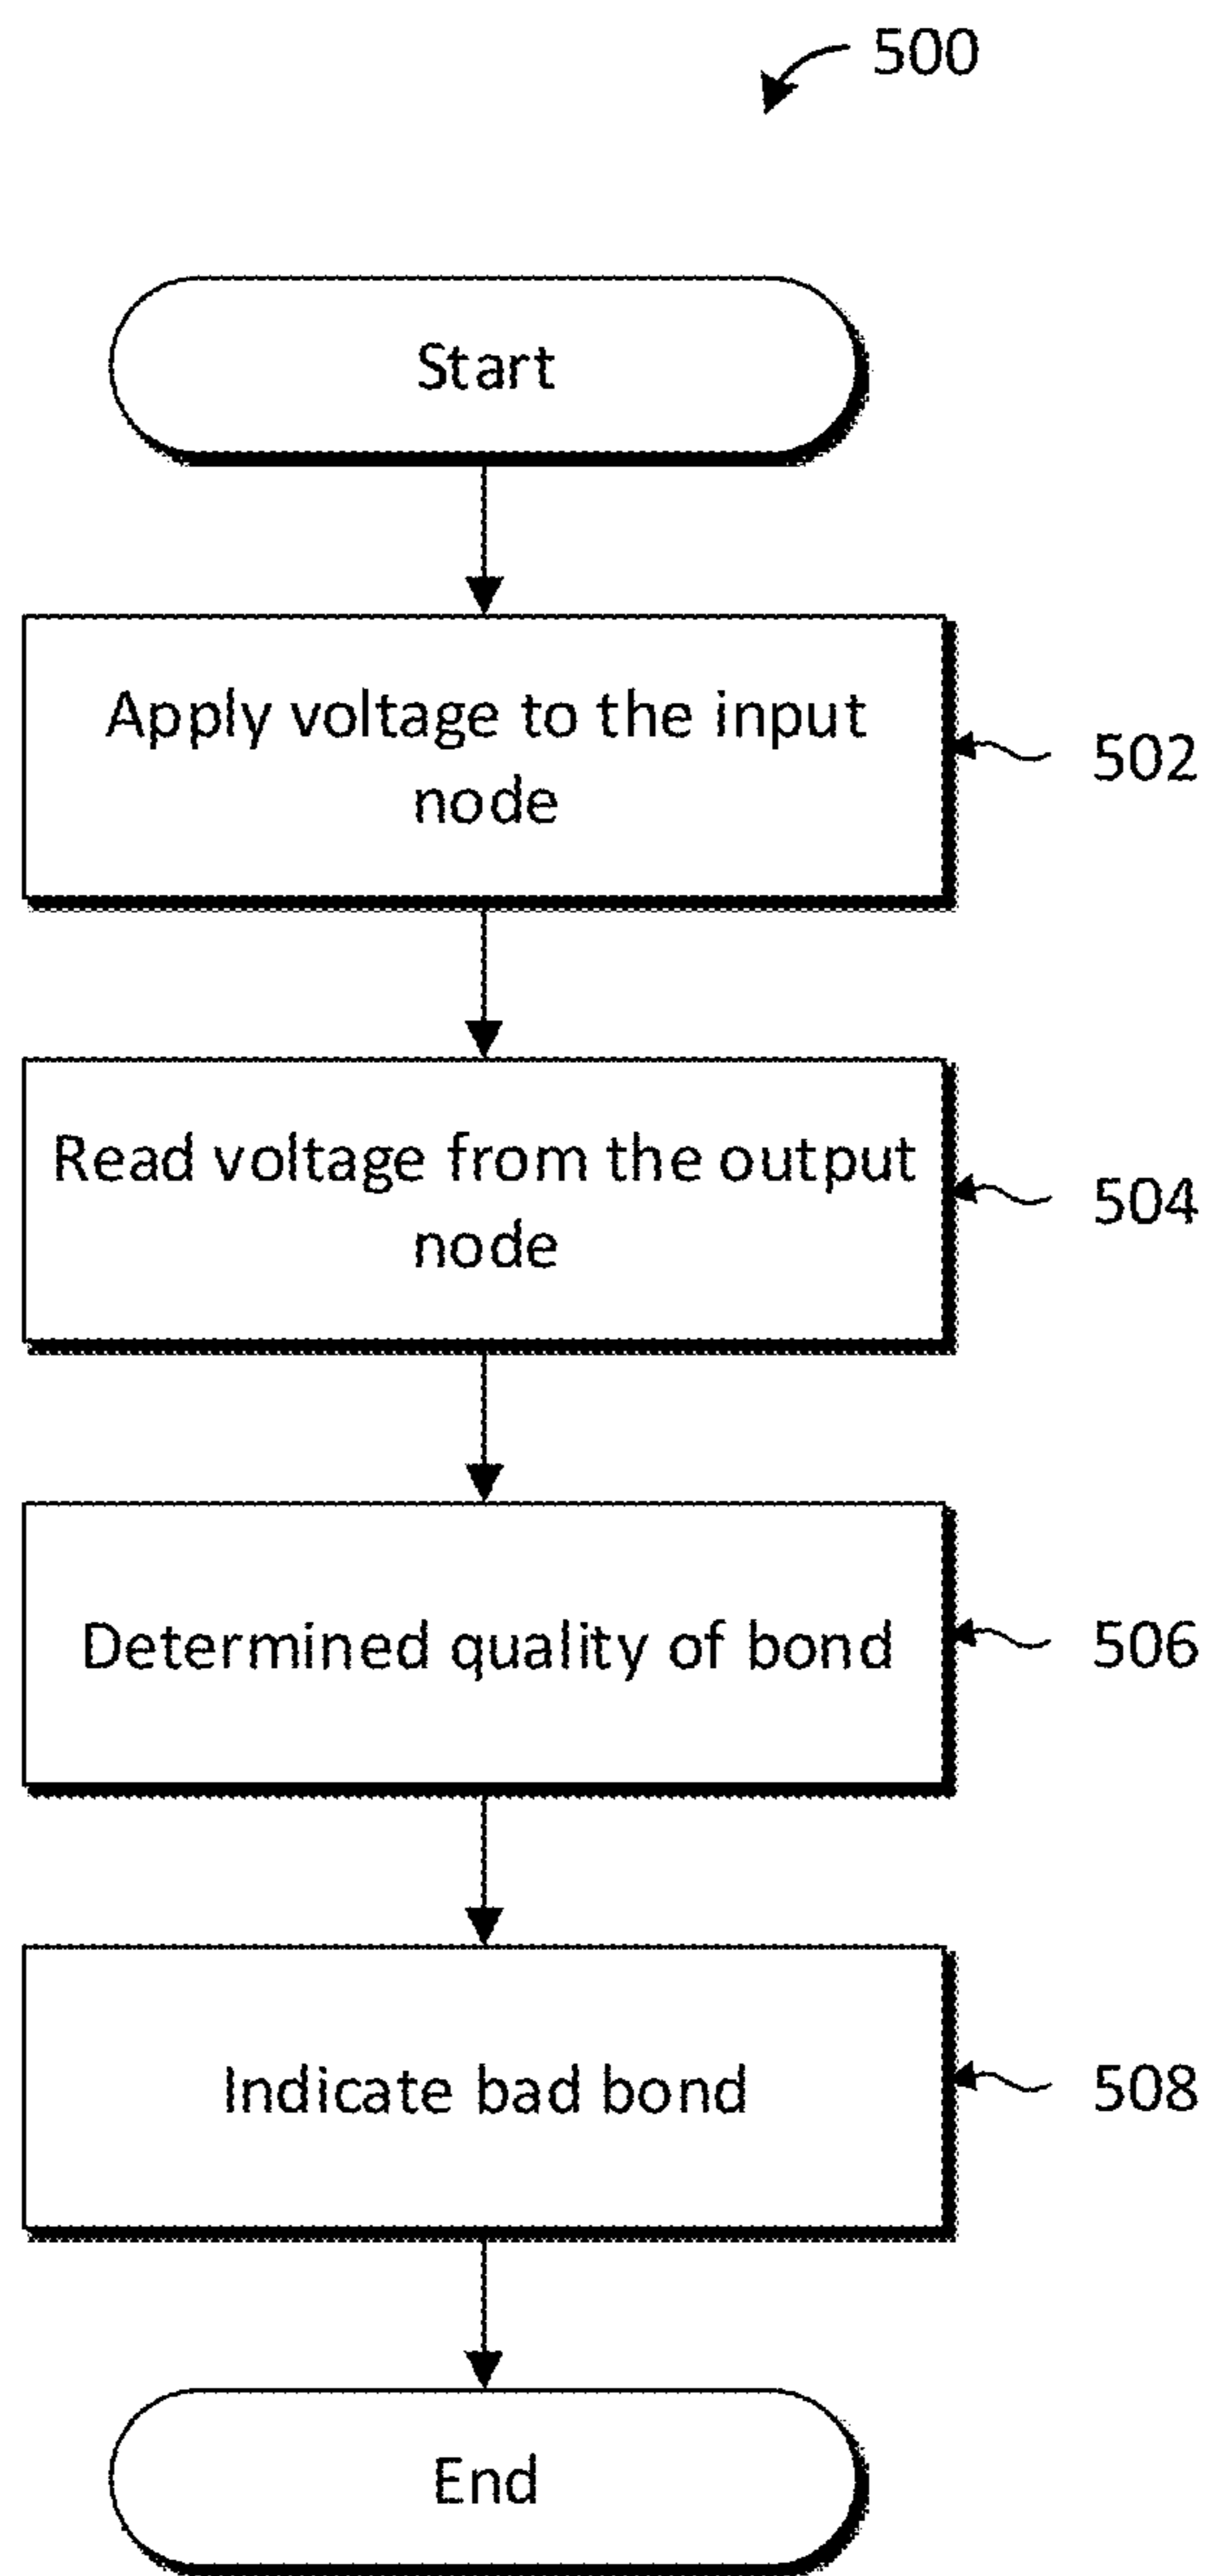 500
Start
Apply voltage to the input
node
502
Read voltage from the output
node
504
Determined quality of bond
506
Indicate bad bond
508
End